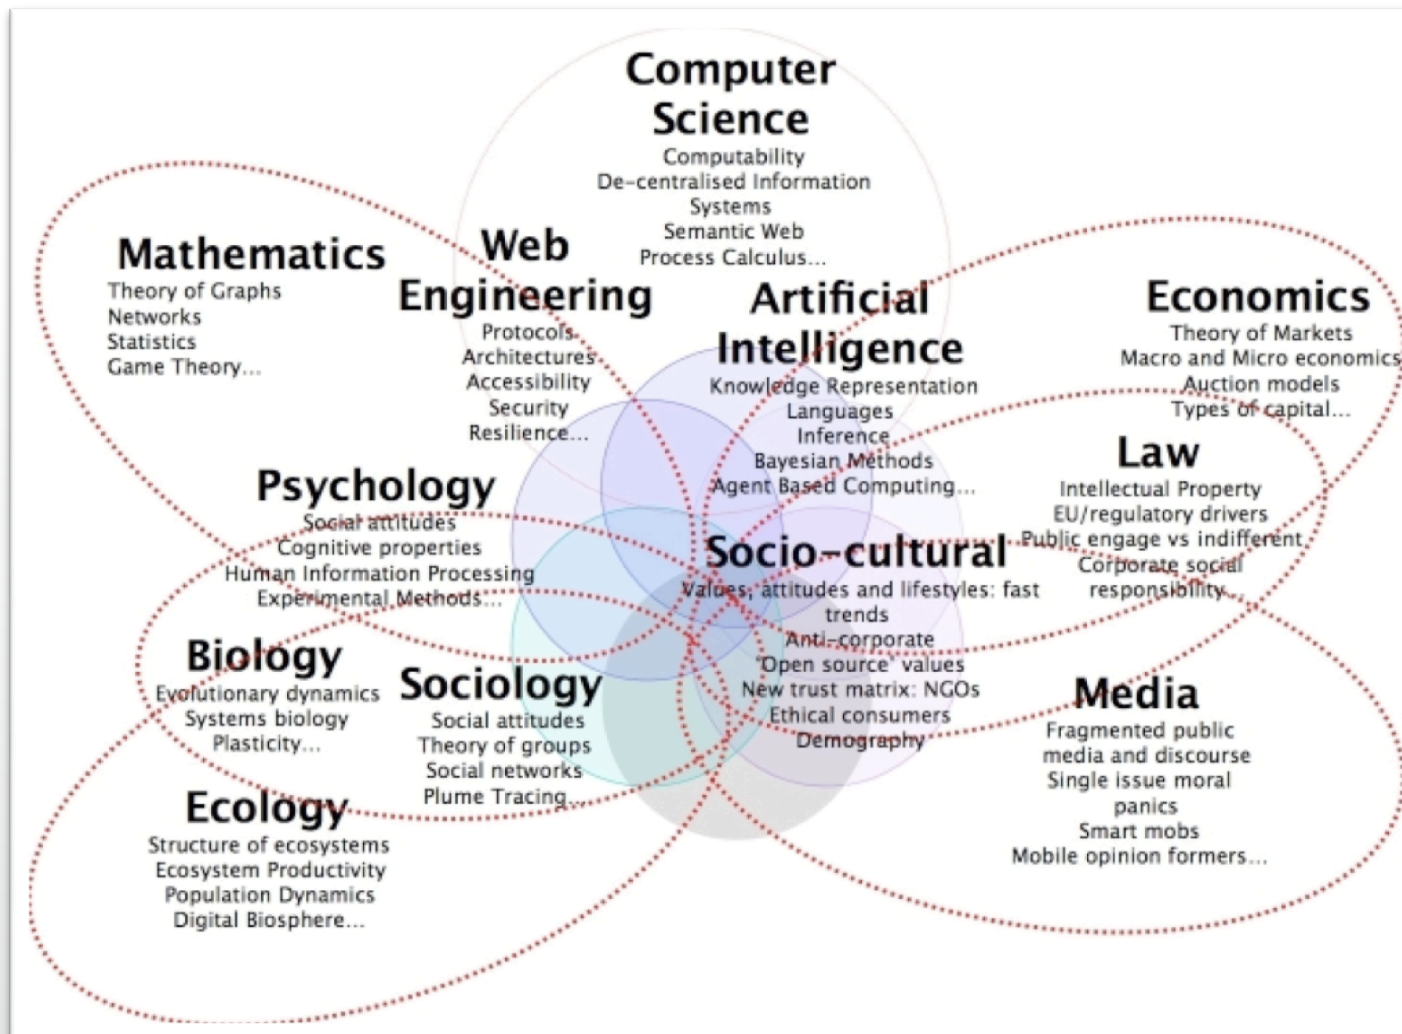 Computer
Science
Computability
De-centralised Information
Systems
Semantic Web
Process Calculus...
Mathematics
Theory of Graphs
Networks
Statistics
Game Theory...
Web
Engineering
Protocols
Architectures
Accessibility
Security
Resilience...
Artificial
Intelligence
Knowledge Representation
Languages
Inference
Bayesian Methods
Agent Based Computing...
Economics
Theory of Markets
Macro and Micro economics
Auction models
Types of capital...
Law
Intellectual Property
EU/regulatory drivers
Public engage vs indifferent
Corporate social
responsibility...
Psychology
Social attitudes
Cognitive properties
Human Information Processing
Experimental Methods...
Socio-cultural
Values, attitudes and lifestyles: fast
trends
Anti-corporate
'Open source' values
New trust matrix: NGOs
Ethical consumers
Demography
Biology
Evolutionary dynamics
Systems biology
Plasticity...
Sociology
Social attitudes
Theory of groups
Social networks
Plume Tracing...
Media
Fragmented public
media and discourse
Single issue moral
panics
Smart mobs
Mobile opinion formers...
Ecology
Structure of ecosystems
Ecosystem Productivity
Population Dynamics
Digital Biosphere...